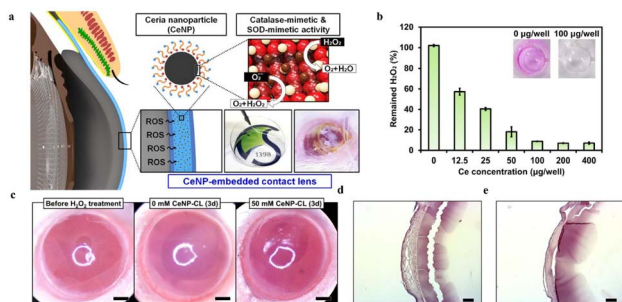 a
Ceria nanoparticle
(CeNP)
Catalase-mimetic &
SOD-mimetic activity
H₂O₂
O₂+H₂O
O₂+H₂O₂
ROS
ROS
ROS
ROS
CeNP-embedded contact lens
b
0 μg/well
100 μg/well
Remained H₂O₂ (%)
120
100
80
60
40
20
0
0
12.5
25
50
100
200
400
Ce concentration (μg/well)
c
Before H₂O₂ treatment
0 mM CeNP-CL (3d)
50 mM CeNP-CL (3d)
d
e